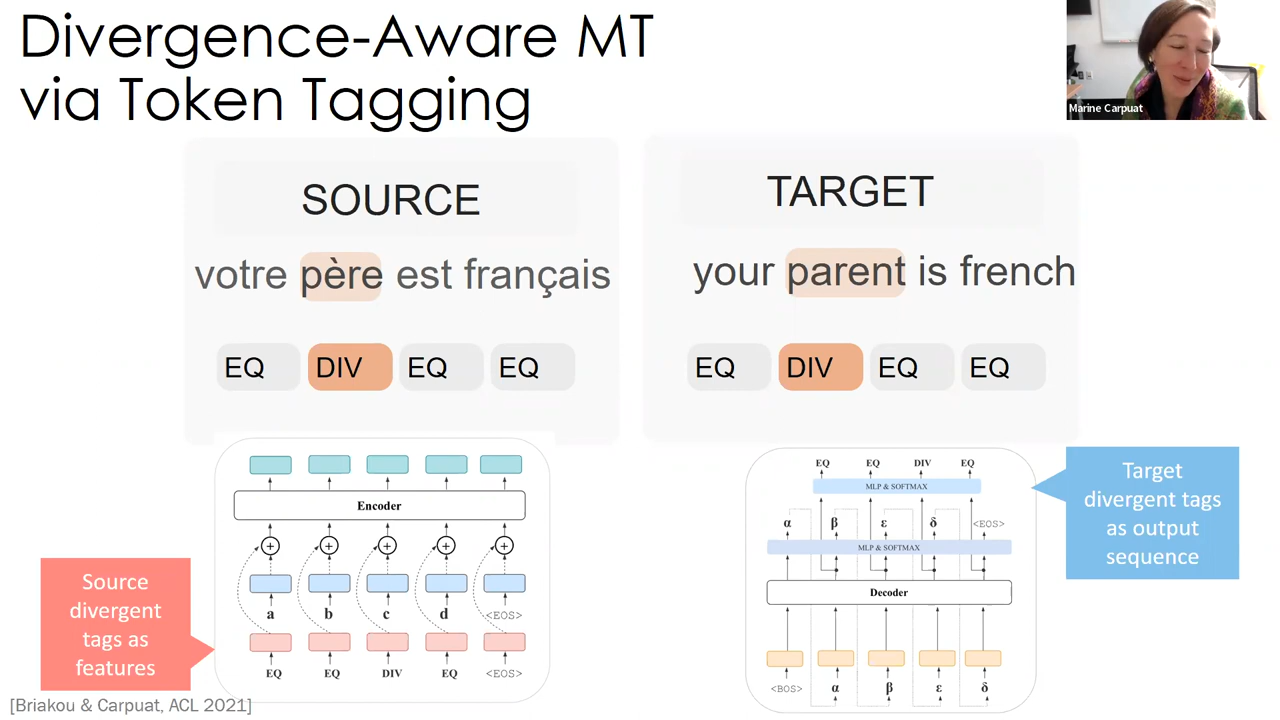 Divergence-Aware MT
via Token Tagging
Marine Carpuat
SOURCE
votre père est français
EQ DIV EQ EQ
TARGET
your parent is french
EQ DIV EQ EQ
Encoder
+ + + + +
a b c d <EOS>
EQ EQ DIV EQ <EOS>
Source
divergent
tags as
features
EQ EQ DIV EQ
MLP & SOFTMAX
α β ε δ <EOS>
MLP & SOFTMAX
Decoder
<BOS> α β ε δ
Target
divergent tags
as output
sequence
[Briakou & Carpuat, ACL 2021]